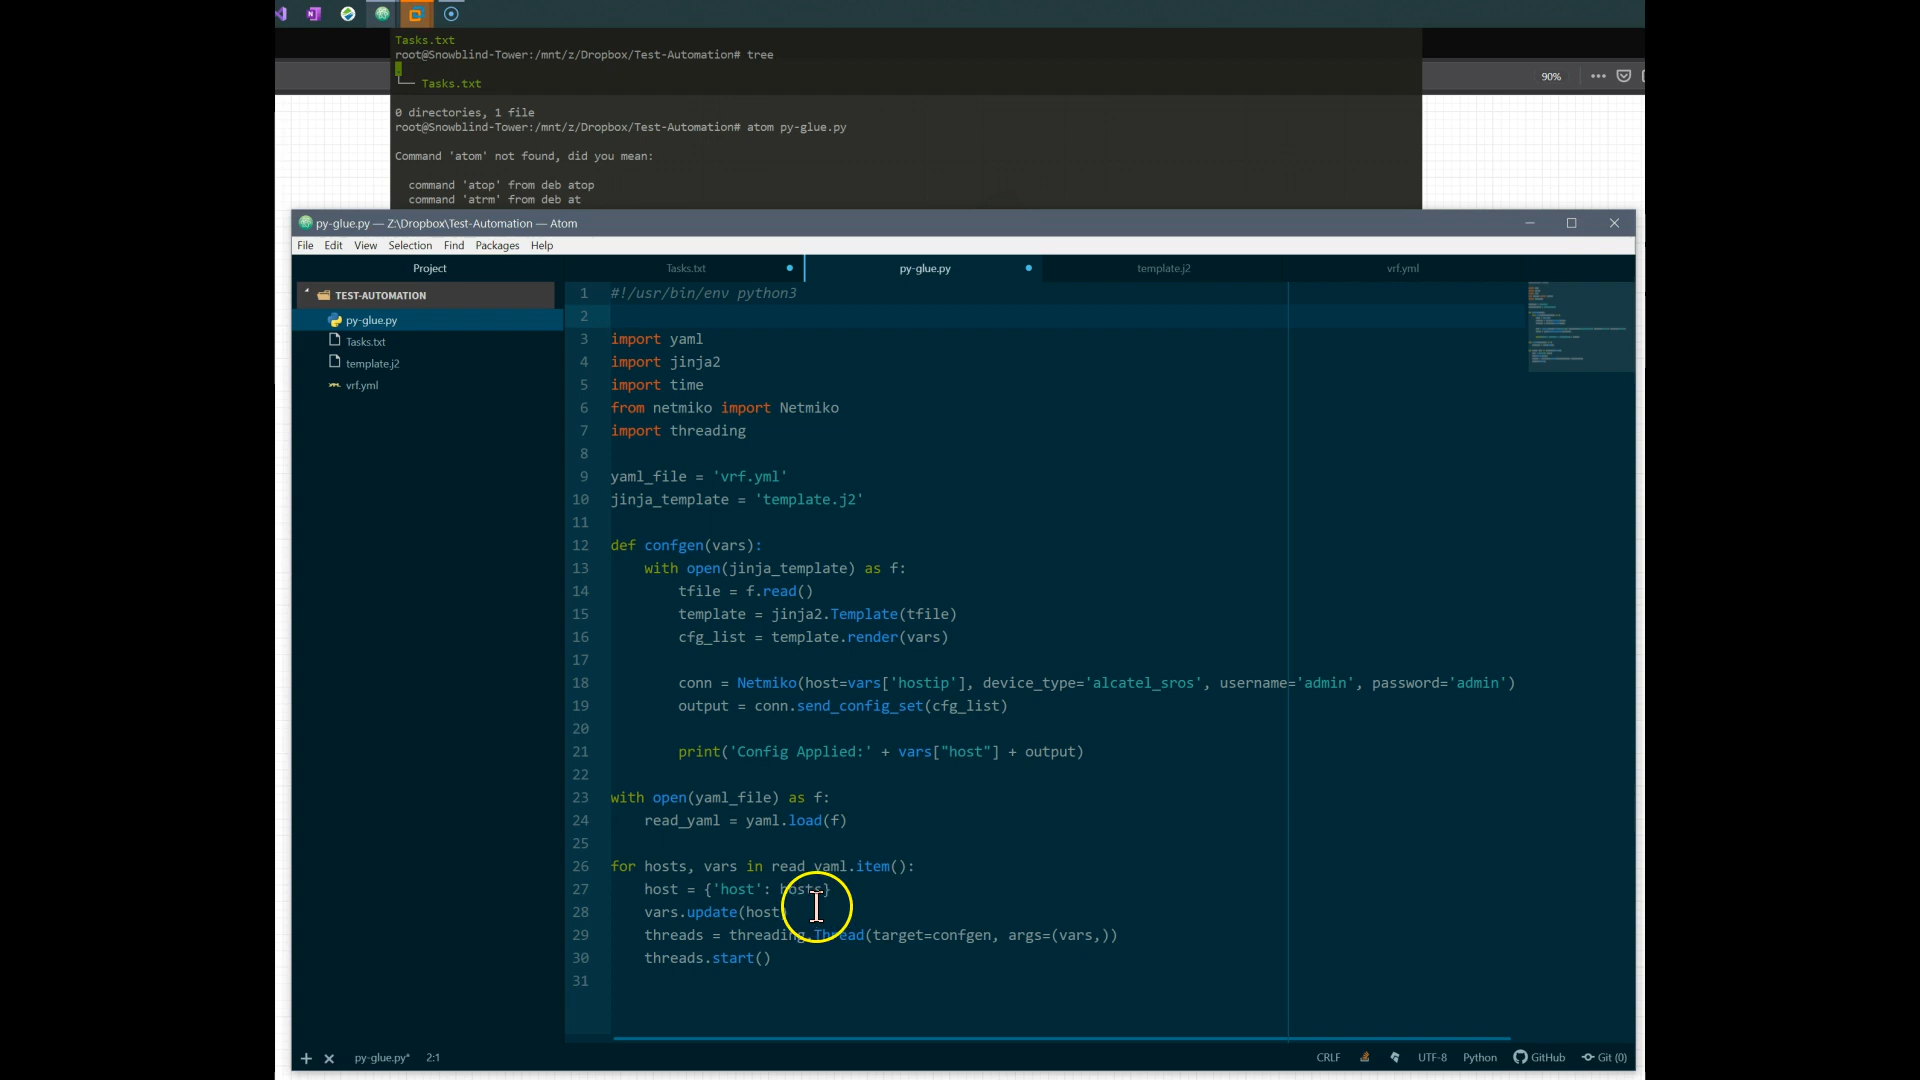 Tasks.txt
root@Snowblind-Tower:/mnt/z/Dropbox/Test-Automation# tree
.
└── Tasks.txt
0 directories, 1 file
root@Snowblind-Tower:/mnt/z/Dropbox/Test-Automation# atom py-glue.py
Command 'atom' not found, did you mean:
command 'atop' from deb atop
command 'atrm' from deb at
90%
py-glue.py — Z:\Dropbox\Test-Automation — Atom
File Edit View Selection Find Packages Help
Project
Tasks.txt py-glue.py template.j2 vrf.yml
TEST-AUTOMATION
py-glue.py
Tasks.txt
template.j2
vrf.yml
1 #!/usr/bin/env python3
2
3 import yaml
4 import jinja2
5 import time
6 from netmiko import Netmiko
7 import threading
8
9 yaml_file = 'vrf.yml'
10 jinja_template = 'template.j2'
11
12 def confgen(vars):
13     with open(jinja_template) as f:
14         tfile = f.read()
15         template = jinja2.Template(tfile)
16         cfg_list = template.render(vars)
17
18         conn = Netmiko(host=vars['hostip'], device_type='alcatel_sros', username='admin', password='admin')
19         output = conn.send_config_set(cfg_list)
20
21         print('Config Applied:' + vars["host"] + output)
22
23 with open(yaml_file) as f:
24     read_yaml = yaml.load(f)
25
26 for hosts, vars in read_yaml.item():
27     host = {'host': hosts}
28     vars.update(host)
29     threads = threading.Thread(target=confgen, args=(vars,))
30     threads.start()
31
py-glue.py* 2:1
CRLF UTF-8 Python GitHub Git (0)